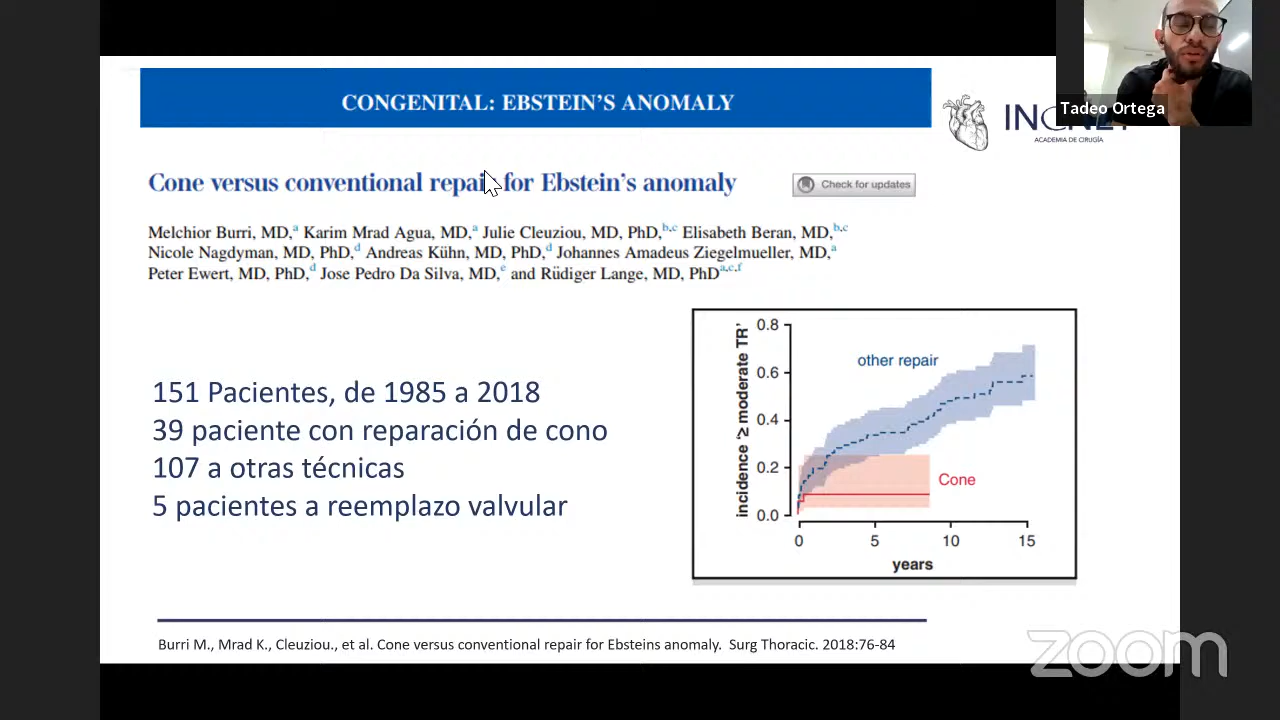 CONGENITAL: EBSTEIN'S ANOMALY
Tadeo Ortega
ACADEMIA DE CIRUGÍA
Cone versus conventional repair for Ebstein's anomaly
Check for updates
Melchior Burri, MD,a Karim Mrad Agua, MD,a Julie Cleuziou, MD, PhD,b,c Elisabeth Beran, MD,b,c
Nicole Nagdyman, MD, PhD,d Andreas Kühn, MD, PhD,d Johannes Amadeus Ziegelmueller, MD,a
Peter Ewert, MD, PhD,d Jose Pedro Da Silva, MD,e and Rüdiger Lange, MD, PhDa,c,f
151 Pacientes, de 1985 a 2018
39 paciente con reparación de cono
107 a otras técnicas
5 pacientes a reemplazo valvular
incidence '≥ moderate TR'
0.8
0.6
0.4
0.2
0.0
other repair
Cone
0 5 10 15
years
Burri M., Mrad K., Cleuziou., et al. Cone versus conventional repair for Ebsteins anomaly. Surg Thoracic. 2018:76-84
zoom